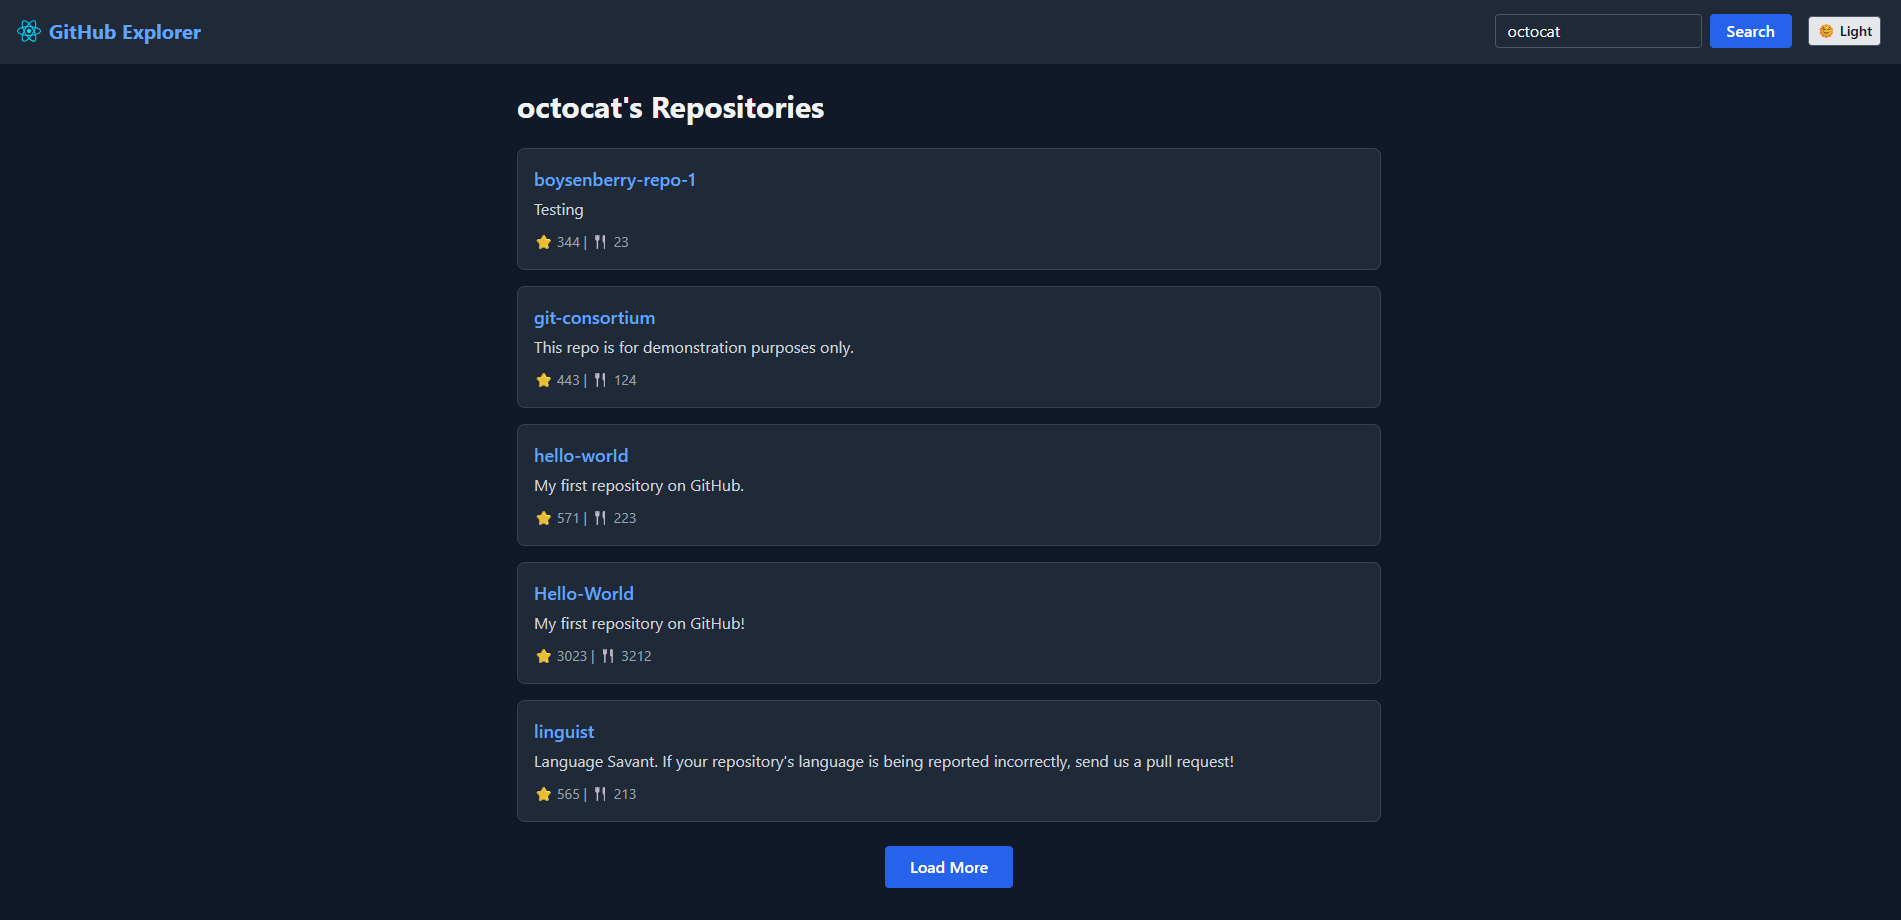 GitHub Explorer
octocat
Search
🌞 Light
octocat's Repositories
boysenberry-repo-1
Testing
⭐ 344 | 🍴 23
git-consortium
This repo is for demonstration purposes only.
⭐ 443 | 🍴 124
hello-world
My first repository on GitHub.
⭐ 571 | 🍴 223
Hello-World
My first repository on GitHub!
⭐ 3023 | 🍴 3212
linguist
Language Savant. If your repository's language is being reported incorrectly, send us a pull request!
⭐ 565 | 🍴 213
Load More